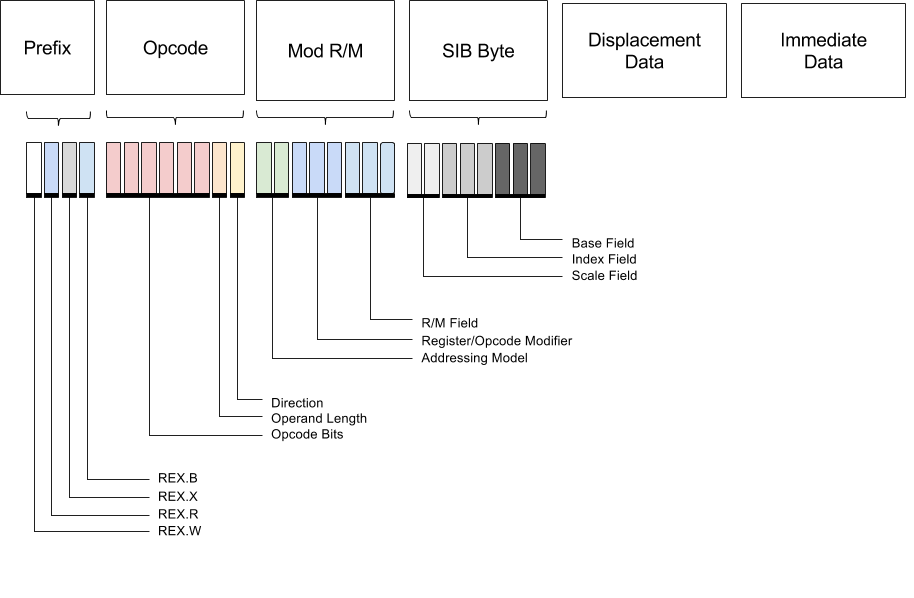 Prefix
Opcode
Mod R/M
SIB Byte
Displacement
Data
Immediate
Data
Base Field
Index Field
Scale Field
R/M Field
Register/Opcode Modifier
Addressing Model
Direction
Operand Length
Opcode Bits
REX.B
REX.X
REX.R
REX.W